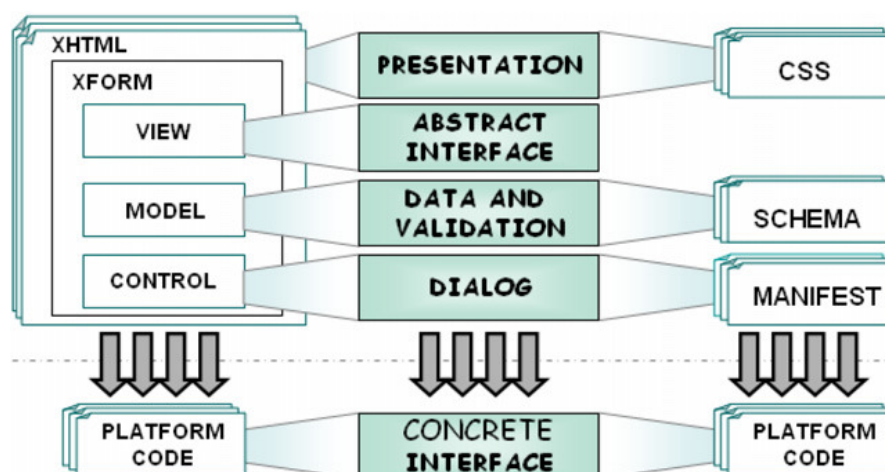 XHTML
XFORM
VIEW
MODEL
CONTROL
PRESENTATION
ABSTRACT
INTERFACE
DATA AND
VALIDATION
DIALOG
CSS
SCHEMA
MANIFEST
PLATFORM
CODE
CONCRETE
INTERFACE
PLATFORM
CODE